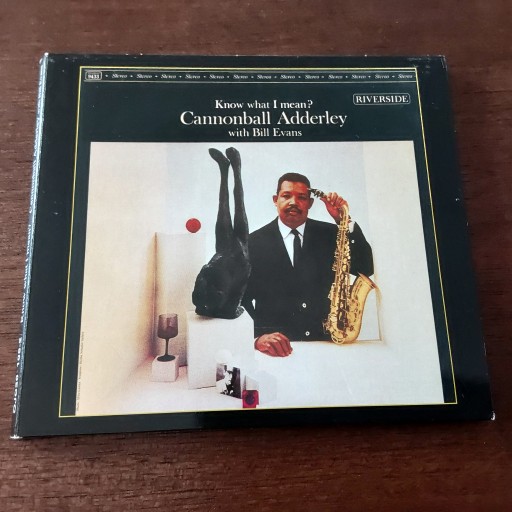 9433 • Stereo • Stereo • Stereo • Stereo • Stereo • Stereo • Stereo • Stereo • Stereo • Stereo • Stereo • Stereo • Stereo
Know what I mean?
RIVERSIDE
Cannonball Adderley
with Bill Evans